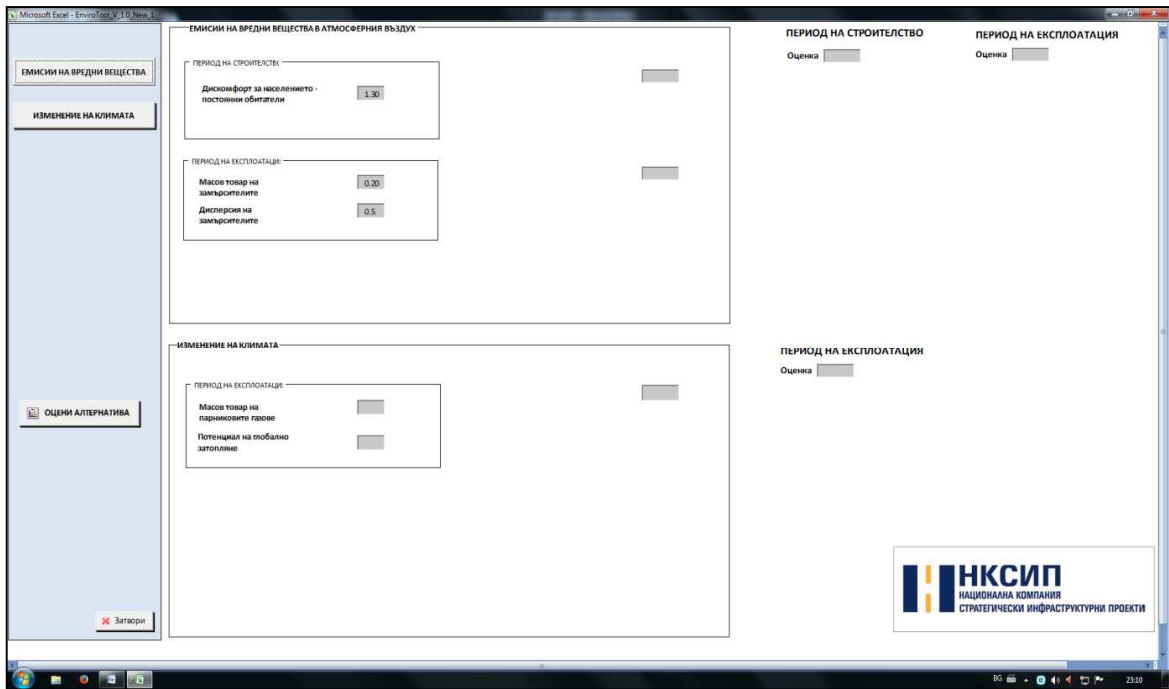 Microsoft Excel - EnviroTool_V_1.0_New_1
ЕМИСИИ НА ВРЕДНИ ВЕЩЕСТВА
ИЗМЕНЕНИЕ НА КЛИМАТА
ОЦЕНИ АЛТЕРНАТИВА
Затвори
ЕМИСИИ НА ВРЕДНИ ВЕЩЕСТВА В АТМОСФЕРНИЯ ВЪЗДУХ
ПЕРИОД НА СТРОИТЕЛСТВО
Дискомфорт за населението -
постоянни обитатели
1.30
ПЕРИОД НА ЕКСПЛОАТАЦИ
Масов товар на
замърсителите
0.20
Дисперсия на
замърсителите
0.5
ПЕРИОД НА СТРОИТЕЛСТВО
Оценка
ПЕРИОД НА ЕКСПЛОАТАЦИЯ
Оценка
ИЗМЕНЕНИЕ НА КЛИМАТА
ПЕРИОД НА ЕКСПЛОАТАЦИ
Масов товар на
парниковите газове
Потенциал на глобално
затопляне
ПЕРИОД НА ЕКСПЛОАТАЦИЯ
Оценка
НКСИП
НАЦИОНАЛНА КОМПАНИЯ
СТРАТЕГИЧЕСКИ ИНФРАСТРУКТУРНИ ПРОЕКТИ
BG
23:10